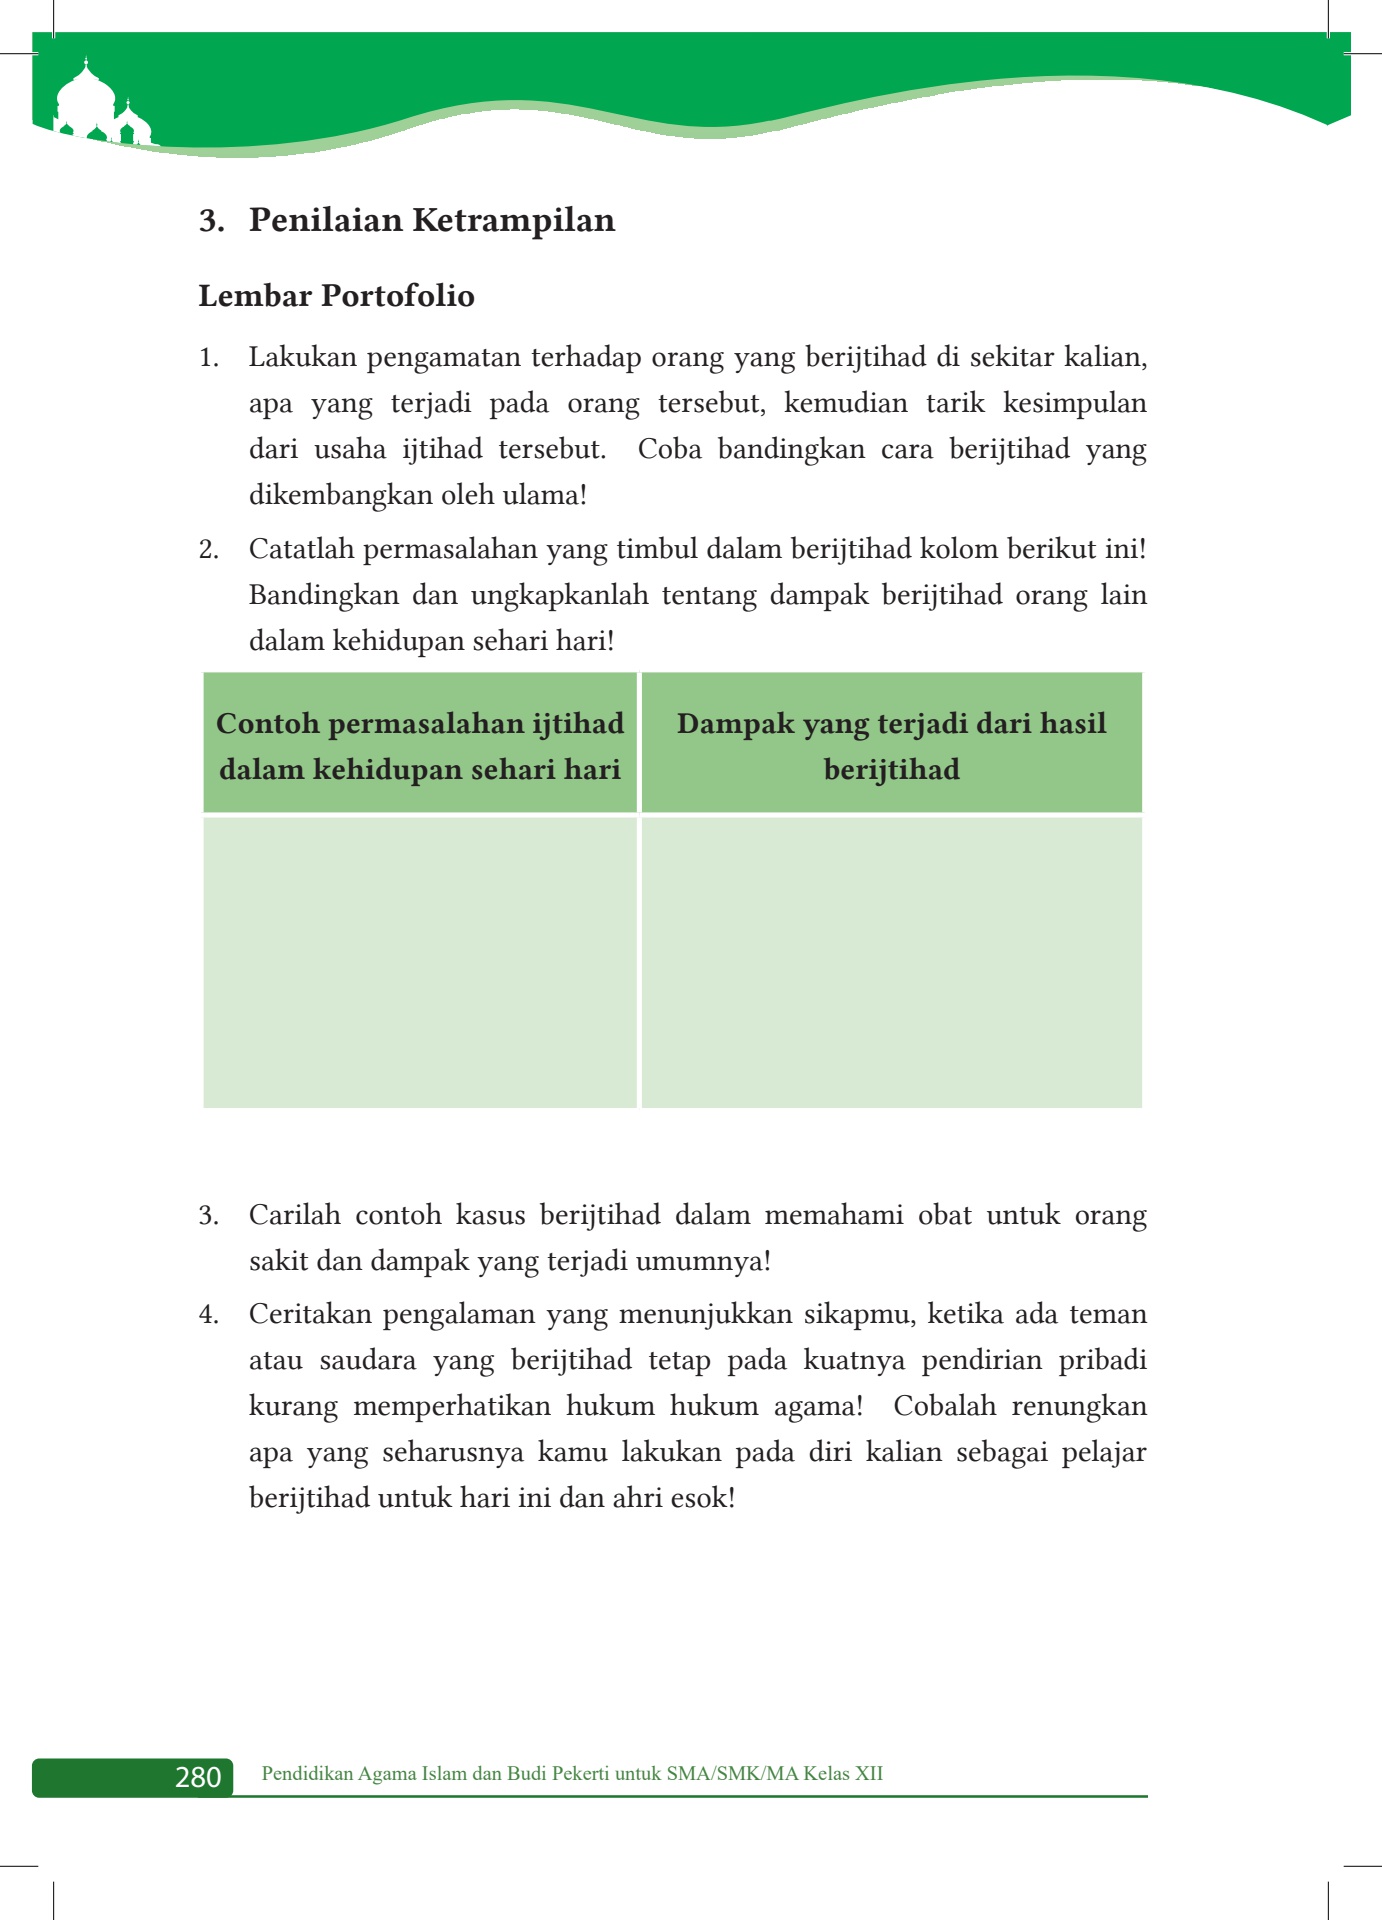 3. Penilaian Ketrampilan
Lembar Portofolio
1. Lakukan pengamatan terhadap orang yang berijtihad di sekitar kalian,
apa yang terjadi pada orang tersebut, kemudian tarik kesimpulan
dari usaha ijtihad tersebut. Coba bandingkan cara berijtihad yang
dikembangkan oleh ulama!
2. Catatlah permasalahan yang timbul dalam berijtihad kolom berikut ini!
Bandingkan dan ungkapkanlah tentang dampak berijtihad orang lain
dalam kehidupan sehari hari!
Contoh permasalahan ijtihad
dalam kehidupan sehari hari
Dampak yang terjadi dari hasil
berijtihad
3. Carilah contoh kasus berijtihad dalam memahami obat untuk orang
sakit dan dampak yang terjadi umumnya!
4. Ceritakan pengalaman yang menunjukkan sikapmu, ketika ada teman
atau saudara yang berijtihad tetap pada kuatnya pendirian pribadi
kurang memperhatikan hukum hukum agama! Cobalah renungkan
apa yang seharusnya kamu lakukan pada diri kalian sebagai pelajar
berijtihad untuk hari ini dan ahri esok!
280 Pendidikan Agama Islam dan Budi Pekerti untuk SMA/SMK/MA Kelas XII